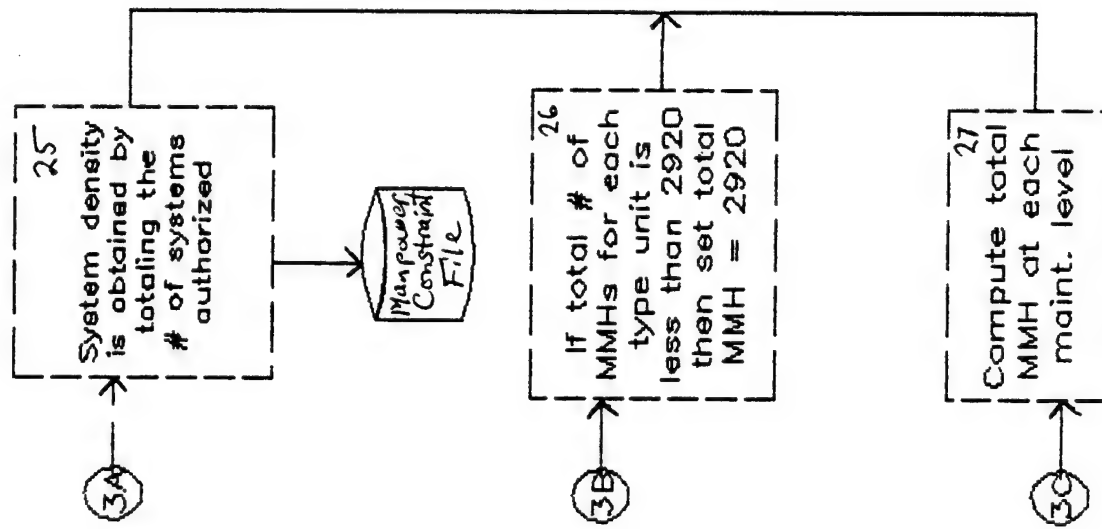 3A
25
System density
is obtained by
totaling the
# of systems
authorized
Manpower
Constraint
File
3B
26
If total # of
MMHs for each
type unit is
less than 2920
then set total
MMH = 2920
3C
27
Compute total
MMH at each
maint. level